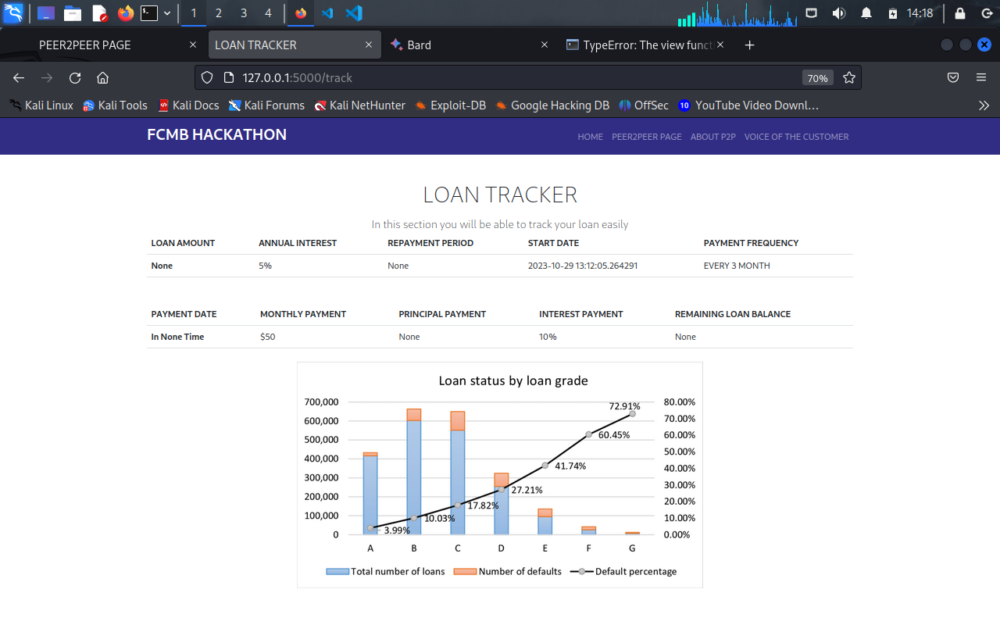 1 2 3 4 14:18
PEER2PEER PAGE LOAN TRACKER Bard TypeError: The view funct
127.0.0.1:5000/track 70%
Kali Linux Kali Tools Kali Docs Kali Forums Kali NetHunter Exploit-DB Google Hacking DB OffSec 10 YouTube Video Downl…
FCMB HACKATHON HOME PEER2PEER PAGE ABOUT P2P VOICE OF THE CUSTOMER
LOAN TRACKER
In this section you will be able to track your loan easily
LOAN AMOUNT ANNUAL INTEREST REPAYMENT PERIOD START DATE PAYMENT FREQUENCY
None 5% None 2023-10-29 13:12:05.264291 EVERY 3 MONTH
PAYMENT DATE MONTHLY PAYMENT PRINCIPAL PAYMENT INTEREST PAYMENT REMAINING LOAN BALANCE
In None Time $50 None 10% None
Loan status by loan grade
700,000 80.00%
72.91%
600,000 70.00%
500,000 60.00%
60.45%
400,000 50.00%
300,000 40.00%
41.74%
200,000 30.00%
27.21%
100,000 20.00%
17.82%
10.03% 10.00%
3.99%
0 0.00%
A B C D E F G
Total number of loans Number of defaults Default percentage